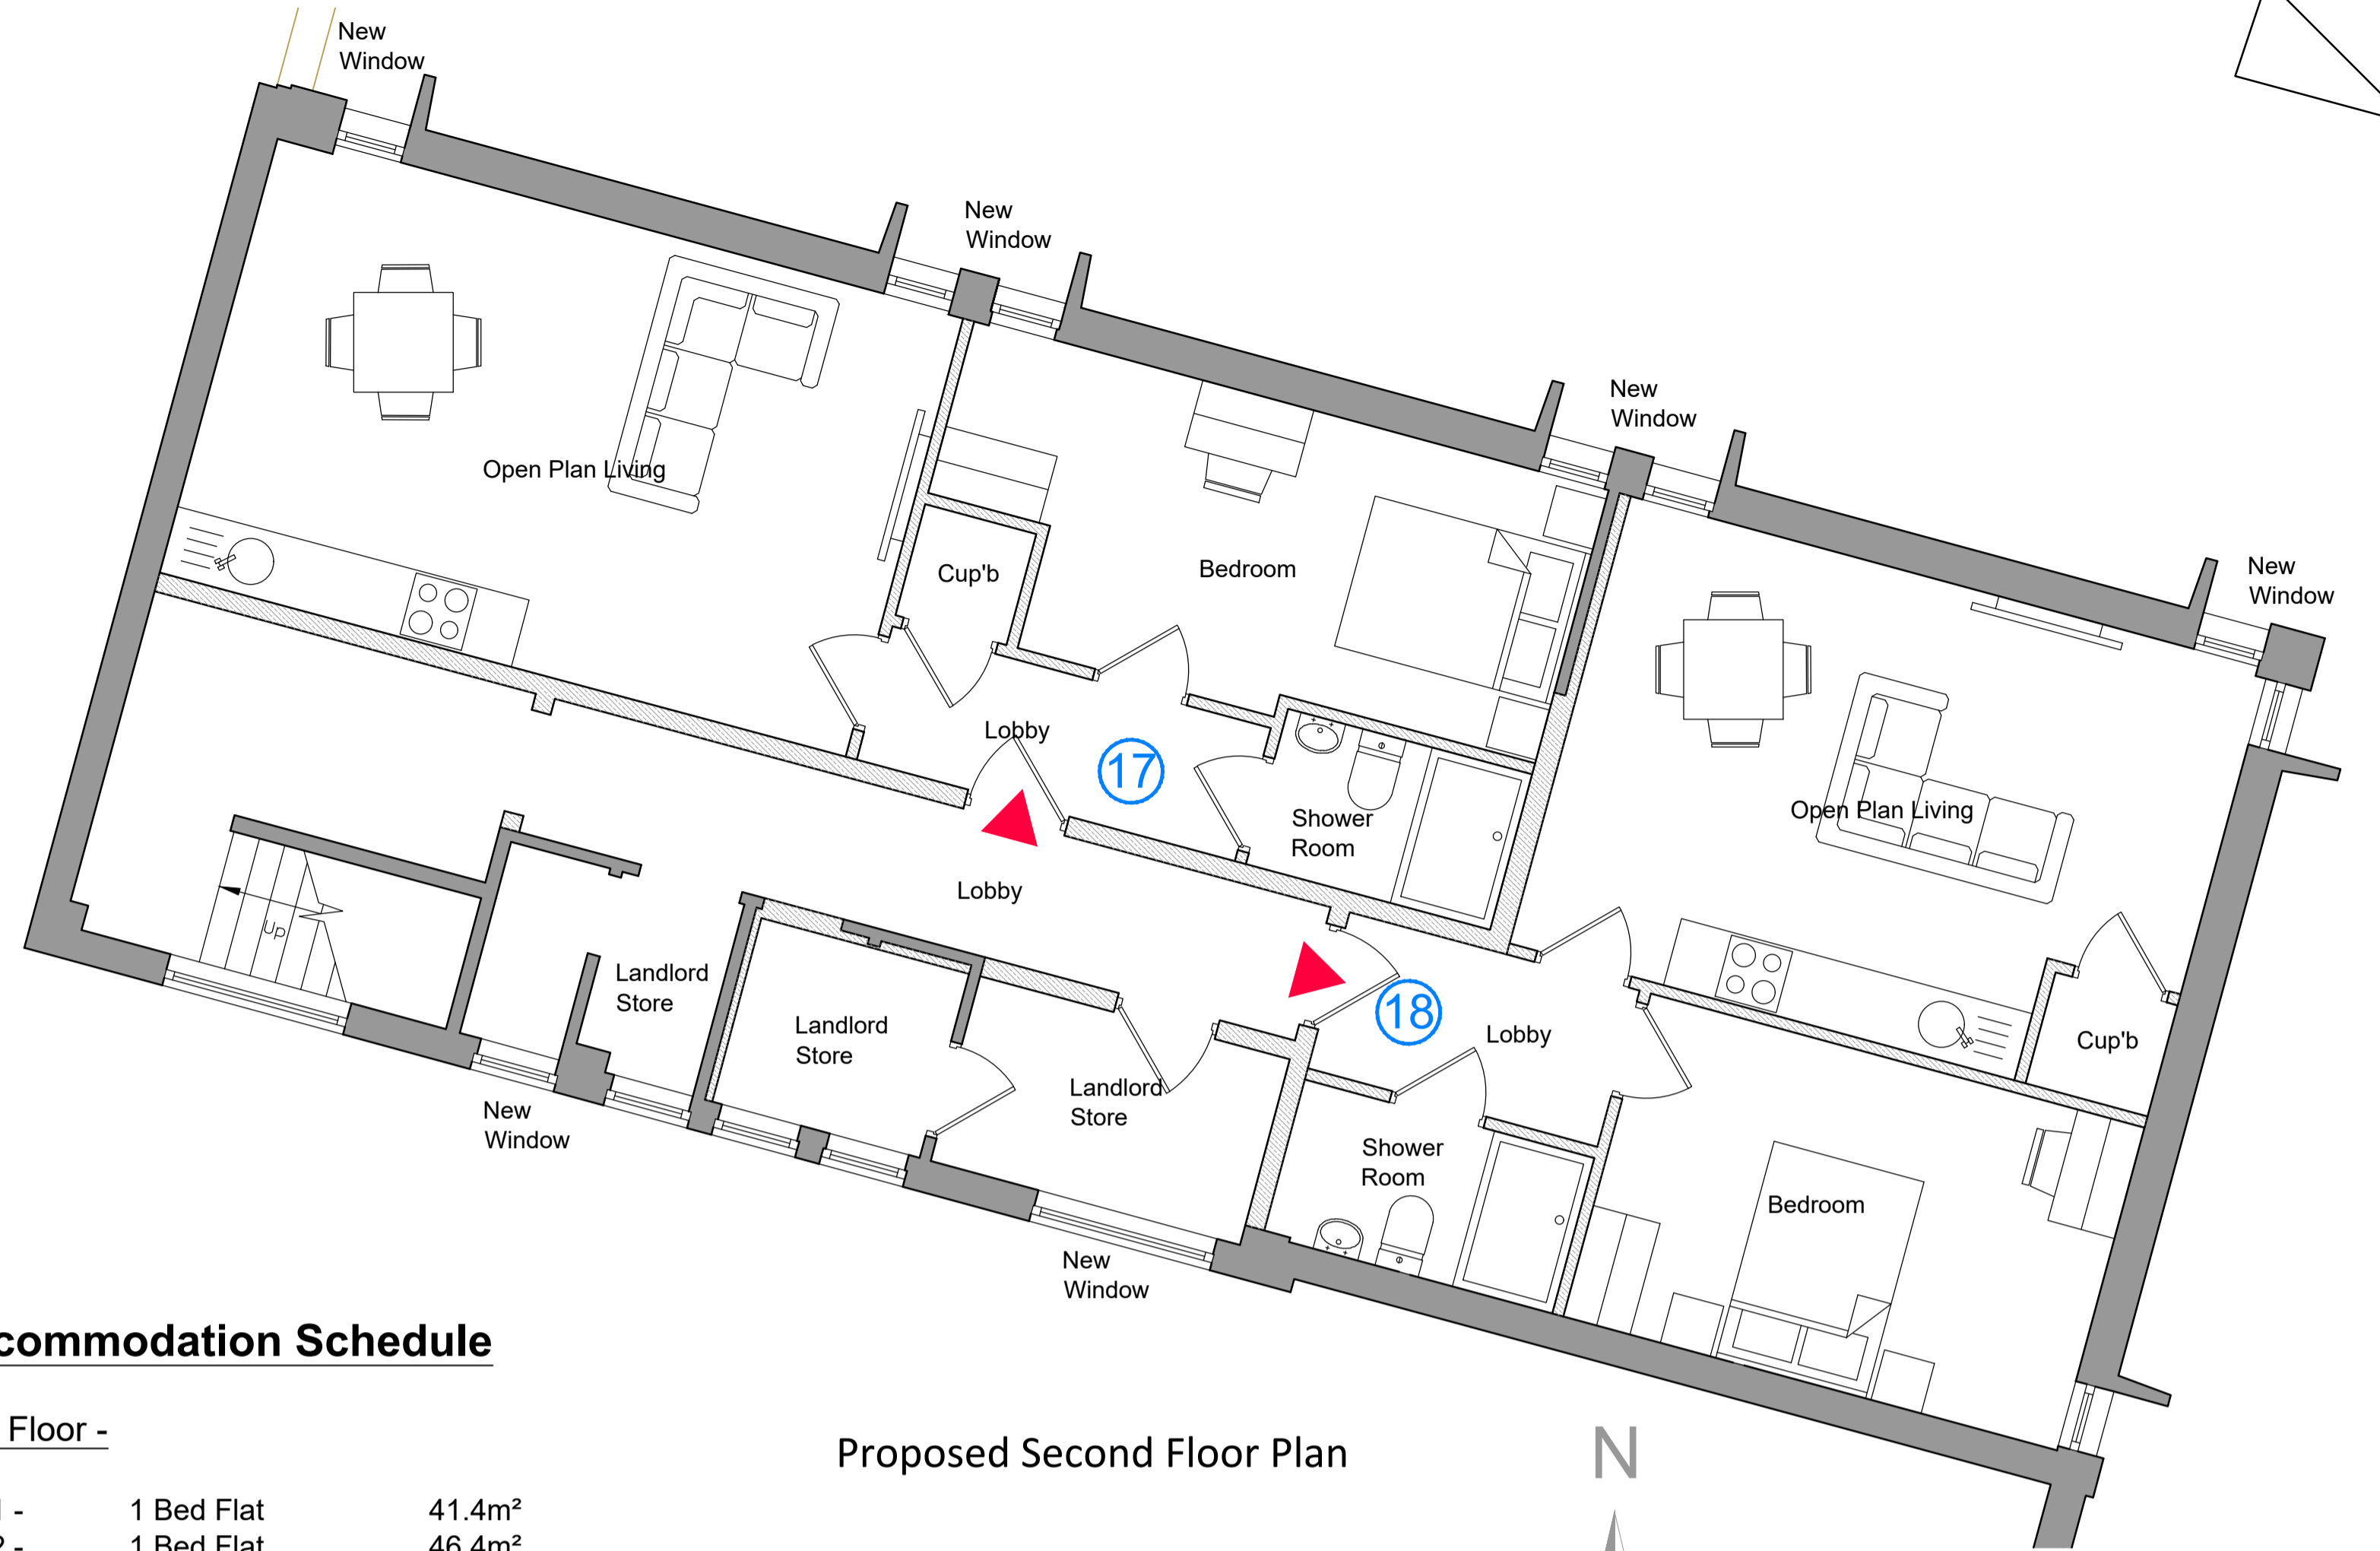 New
Window
New
Window
New
Window
New
Window
Open Plan Living
Cup'b
Bedroom
Lobby
17
Shower
Room
Open Plan Living
Lobby
Up
Landlord
Store
Landlord
Store
Landlord
Store
18
Lobby
Cup'b
New
Window
Shower
Room
Bedroom
New
Window
commodation Schedule
Floor -
Proposed Second Floor Plan
N
-
1 Bed Flat
41.4m²
2 -
1 Bed Flat
46.4m²